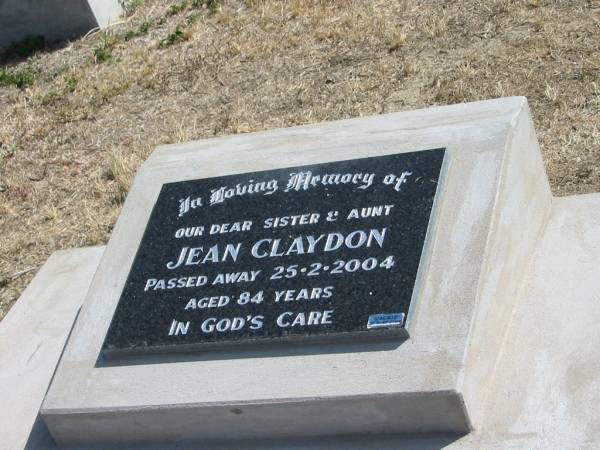 In Loving Memory of
OUR DEAR SISTER & AUNT
JEAN CLAYDON
PASSED AWAY 25·2·2004
AGED 84 YEARS
IN GOD'S CARE